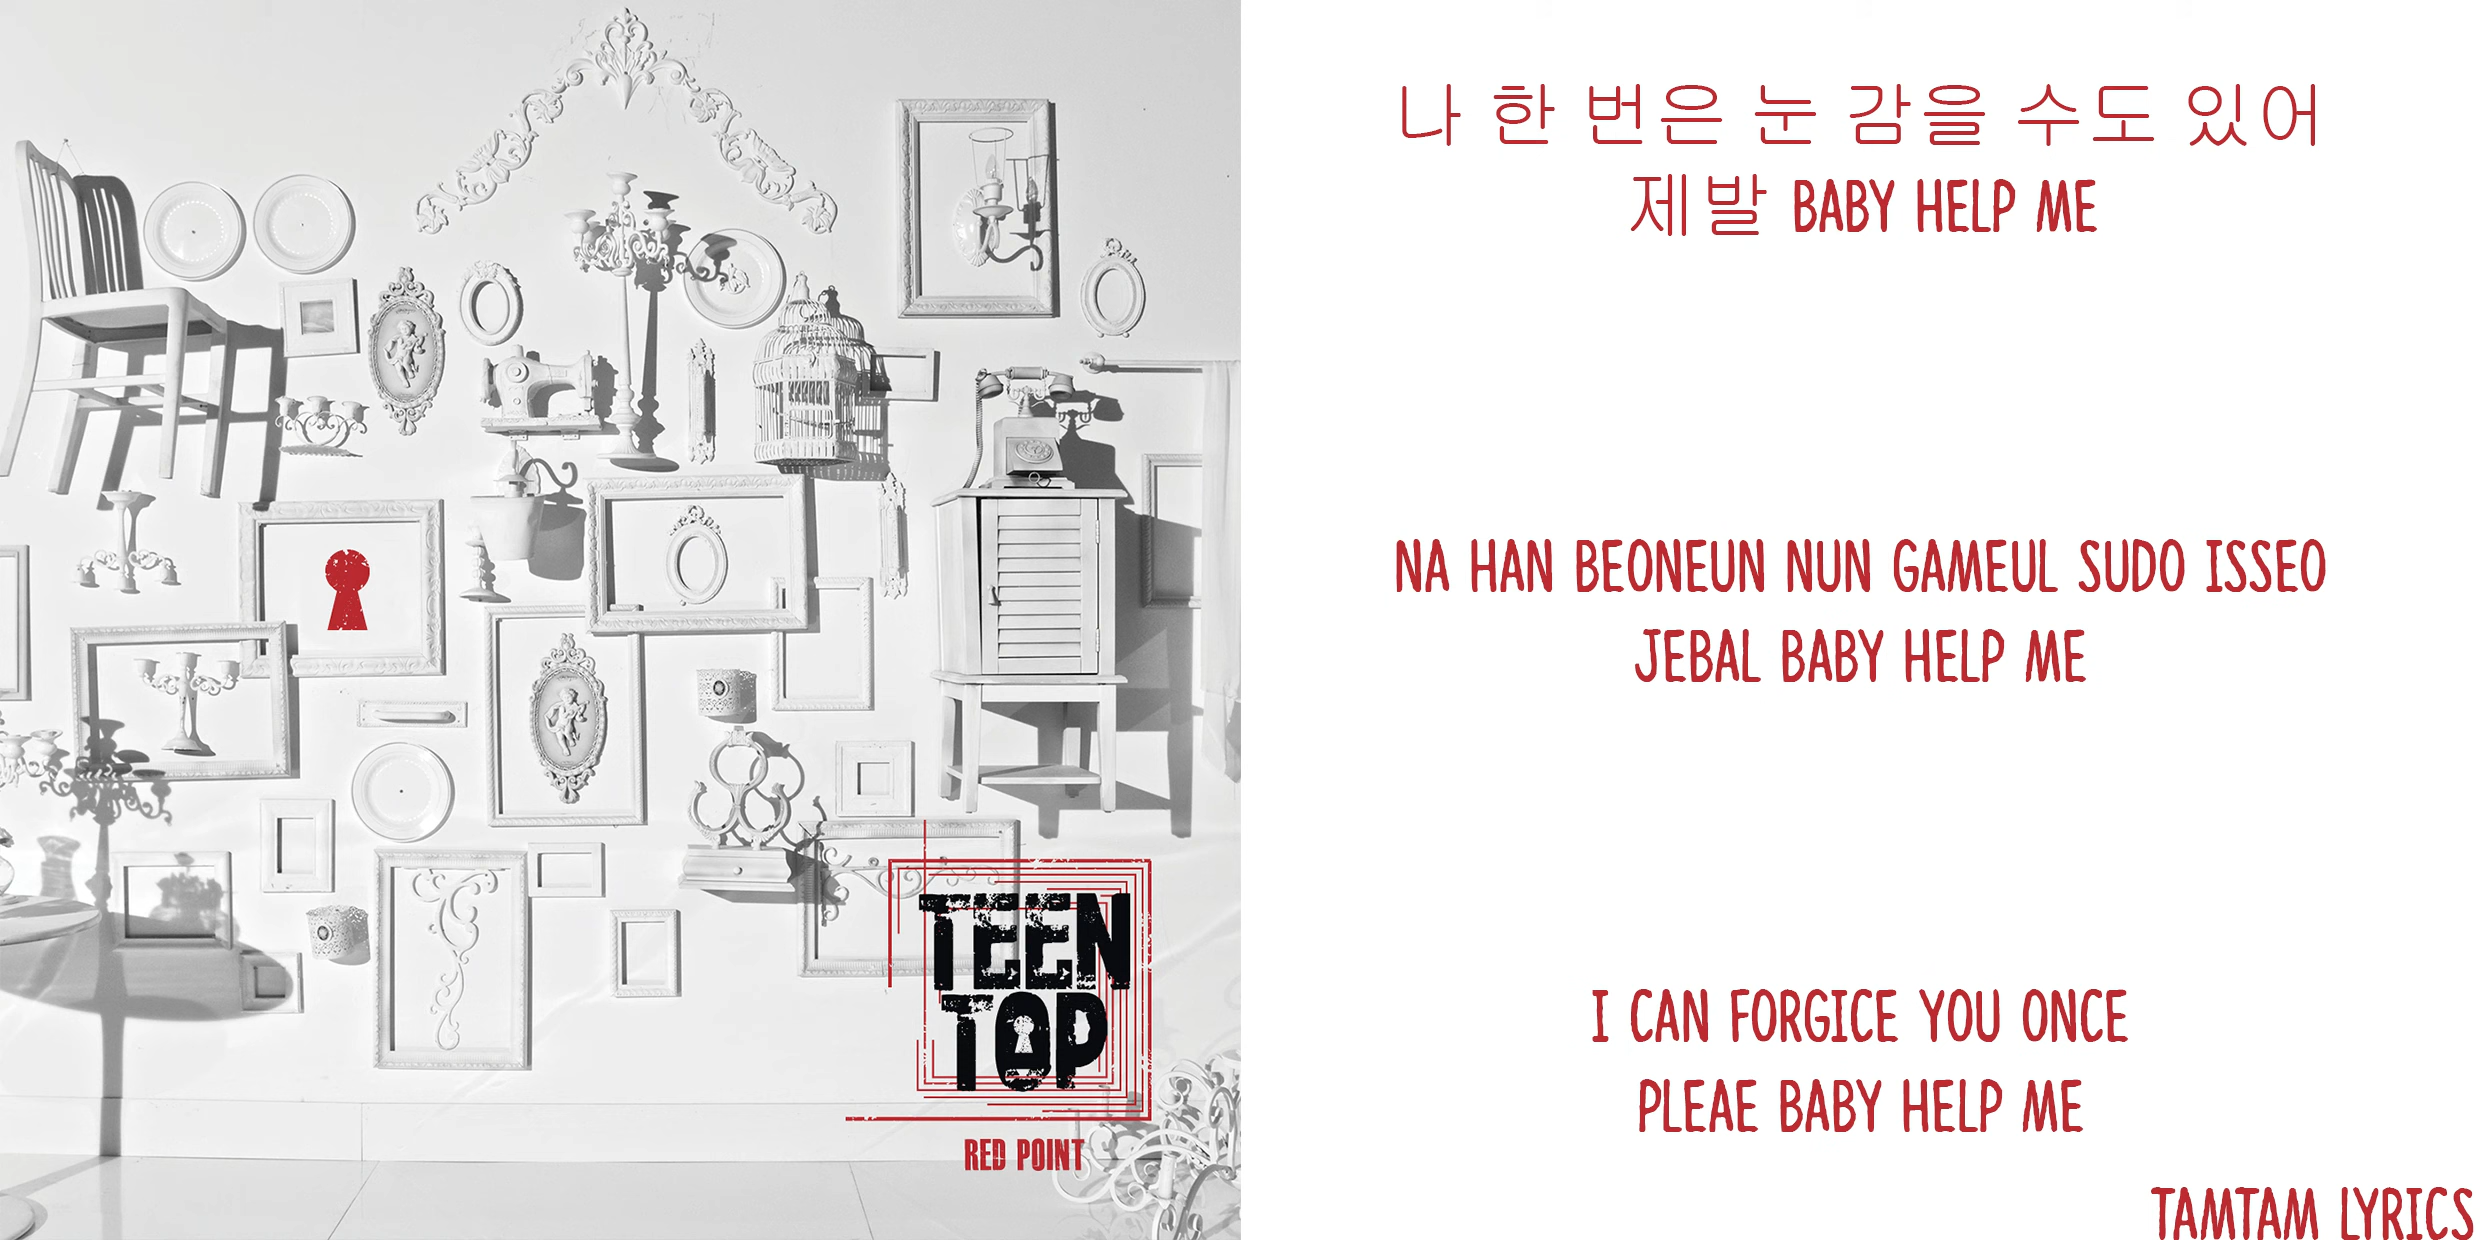 TEEN
TOP
RED POINT
나 한 번은 눈 감을 수도 있어
제발 BABY HELP ME
NA HAN BEONEUN NUN GAMEUL SUDO ISSEO
JEBAL BABY HELP ME
I CAN FORGICE YOU ONCE
PLEAE BABY HELP ME
TAMTAM LYRICS